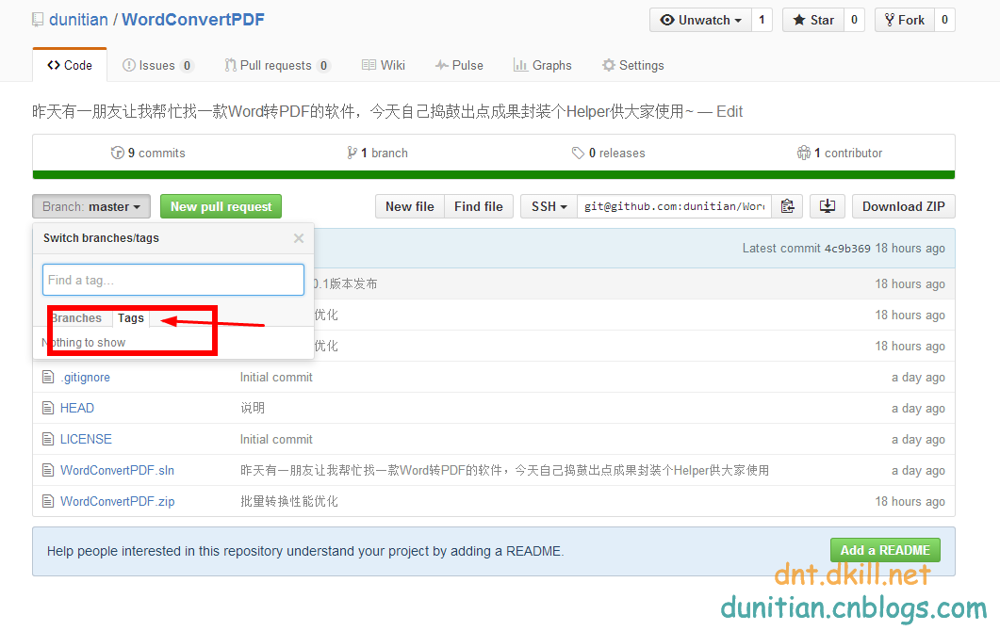 dunitian / WordConvertPDF
Unwatch 1 Star 0 Fork 0
Code Issues 0 Pull requests 0 Wiki Pulse Graphs Settings
昨天有一朋友让我帮忙找一款Word转PDF的软件，今天自己捣鼓出点成果封装个Helper供大家使用~ — Edit
9 commits 1 branch 0 releases 1 contributor
Branch: master New pull request New file Find file SSH git@github.com:dunitian/Wor Download ZIP
Switch branches/tags ×
Latest commit 4c9b369 18 hours ago
Find a tag...
0.1版本发布 18 hours ago
Branches Tags
优化 18 hours ago
Nothing to show
优化 18 hours ago
.gitignore Initial commit a day ago
HEAD 说明 a day ago
LICENSE Initial commit a day ago
WordConvertPDF.sln 昨天有一朋友让我帮忙找一款Word转PDF的软件，今天自己捣鼓出点成果封装个Helper供大家使用 a day ago
WordConvertPDF.zip 批量转换性能优化 18 hours ago
Help people interested in this repository understand your project by adding a README. Add a README
dnt.dkill.net
dunitian.cnblogs.com